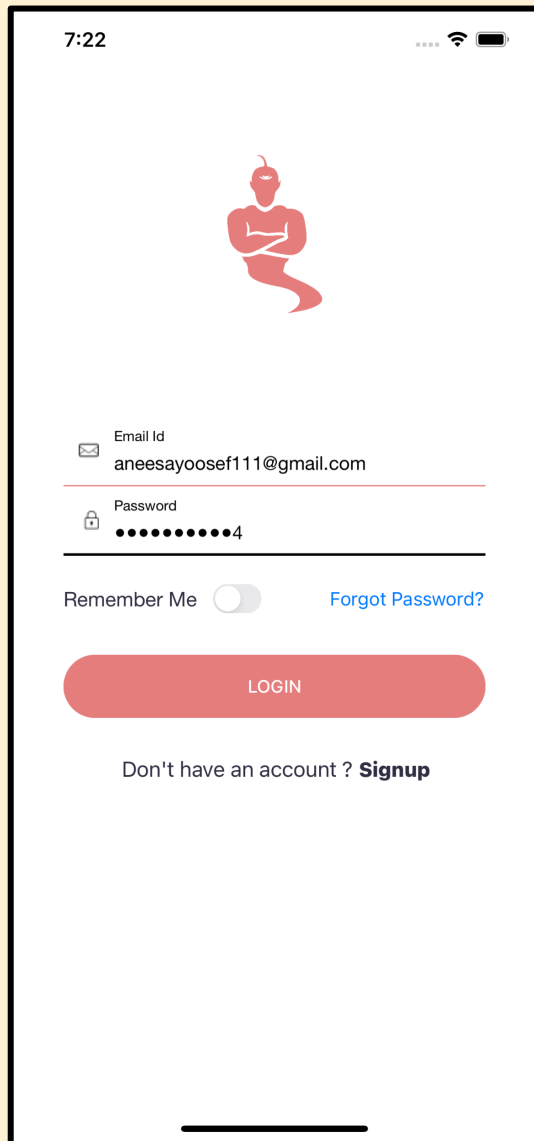 7:22
Email Id
aneesayoosef111@gmail.com
Password
●●●●●●●●●●4
Remember Me Forgot Password?
LOGIN
Don't have an account ? Signup